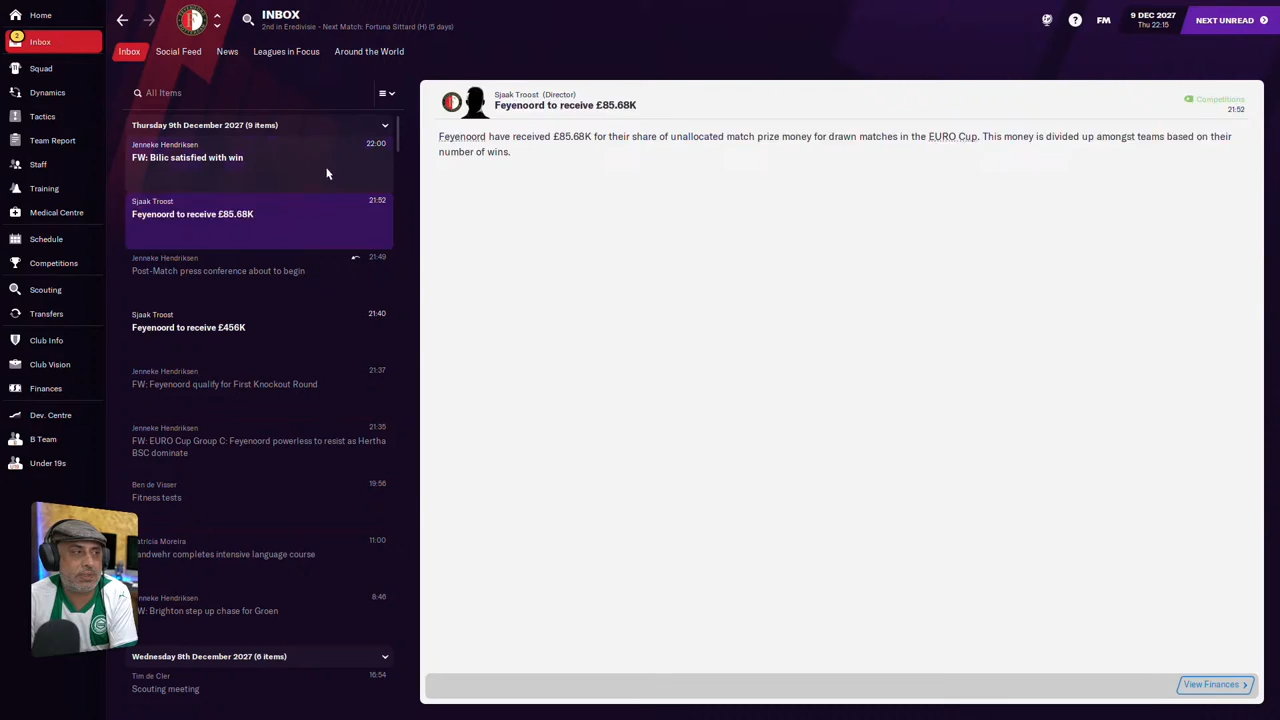 Home
2
Inbox
Squad
Dynamics
Tactics
Team Report
Staff
Training
Medical Centre
Schedule
Competitions
Scouting
Transfers
Club Info
Club Vision
Finances
Dev. Centre
B Team
Under 19s
INBOX
2nd in Eredivisie - Next Match: Fortuna Sittard (H) (5 days)
FM
9 DEC 2027
Thu 22:15
NEXT UNREAD
Inbox
Social Feed
News
Leagues in Focus
Around the World
All Items
Thursday 9th December 2027 (9 items)
Jenneke Hendriksen 22:00
FW: Bilic satisfied with win
Sjaak Troost 21:52
Feyenoord to receive £85.68K
Jenneke Hendriksen 21:49
Post-Match press conference about to begin
Sjaak Troost 21:40
Feyenoord to receive £456K
Jenneke Hendriksen 21:37
FW: Feyenoord qualify for First Knockout Round
Jenneke Hendriksen 21:35
FW: EURO Cup Group C: Feyenoord powerless to resist as Hertha
BSC dominate
Ben de Visser 19:56
Fitness tests
atrícia Moreira 11:00
andwehr completes intensive language course
nneke Hendriksen 8:46
W: Brighton step up chase for Groen
Wednesday 8th December 2027 (6 items)
Tim de Cler 16:54
Scouting meeting
Sjaak Troost (Director)
Feyenoord to receive £85.68K
Competitions
21:52
Feyenoord have received £85.68K for their share of unallocated match prize money for drawn matches in the EURO Cup. This money is divided up amongst teams based on their
number of wins.
View Finances